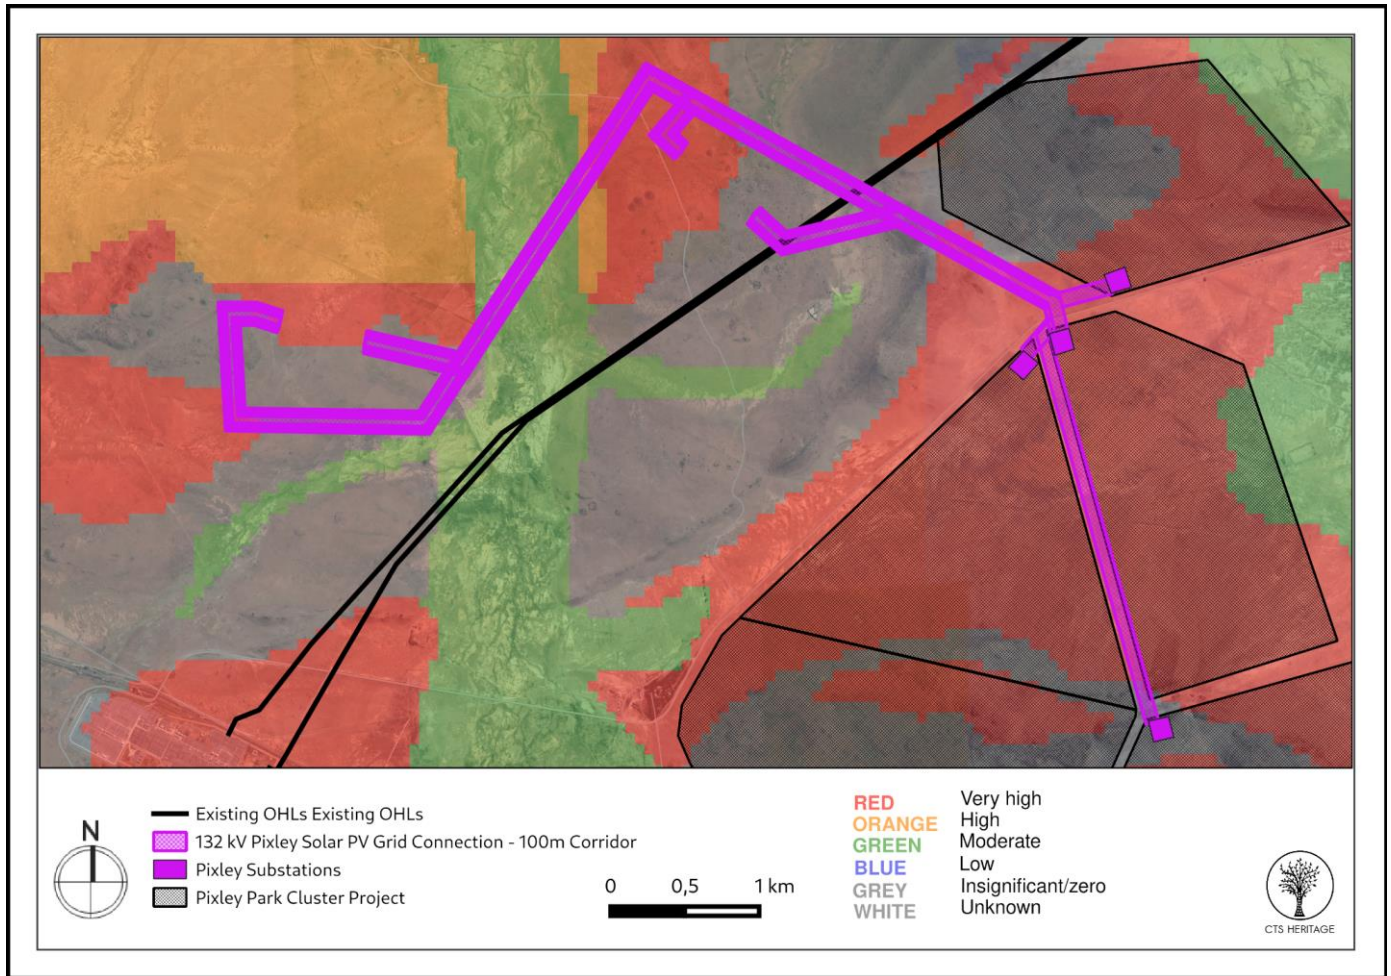 Existing OHLs Existing OHLs
132 kV Pixley Solar PV Grid Connection - 100m Corridor
Pixley Substations
Pixley Park Cluster Project
N
0 0,5 1 km
RED Very high
ORANGE High
GREEN Moderate
BLUE Low
GREY Insignificant/zero
WHITE Unknown
CTS HERITAGE